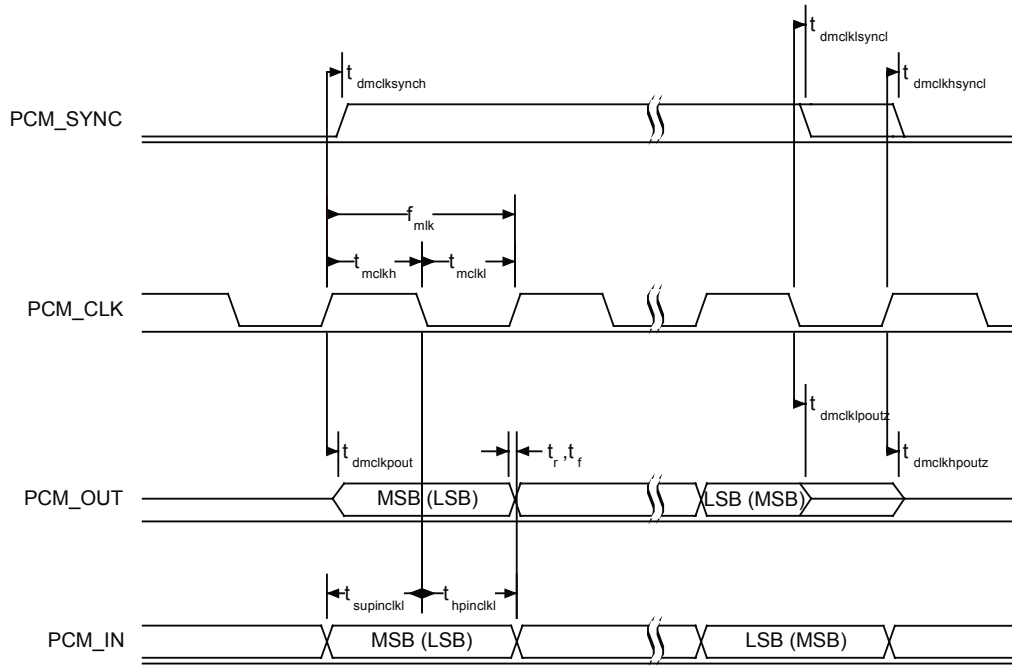 t dmclklsyncl
t dmclksynch
t dmclkhsyncl
PCM_SYNC
f mlk
t mclkh
t mclkl
PCM_CLK
t dmclklpoutz
t dmclkpout
t r ,t f
t dmclkhpoutz
PCM_OUT
MSB (LSB)
LSB (MSB)
t supinclkl
t hpinclkl
PCM_IN
MSB (LSB)
LSB (MSB)